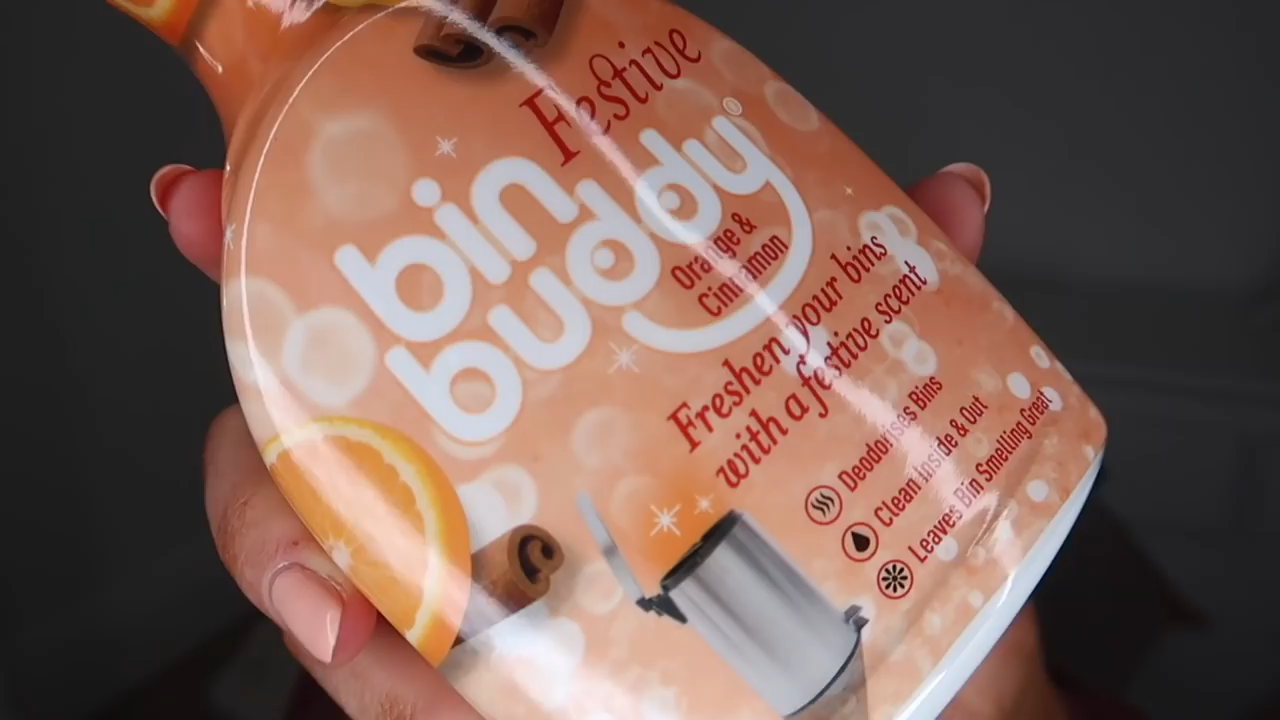 Festive
bin
buddy®
Orange &
Cinnamon
Freshen your bins
with a festive scent
Deodorises Bins
Clean Inside & Out
Leaves Bin Smelling Great